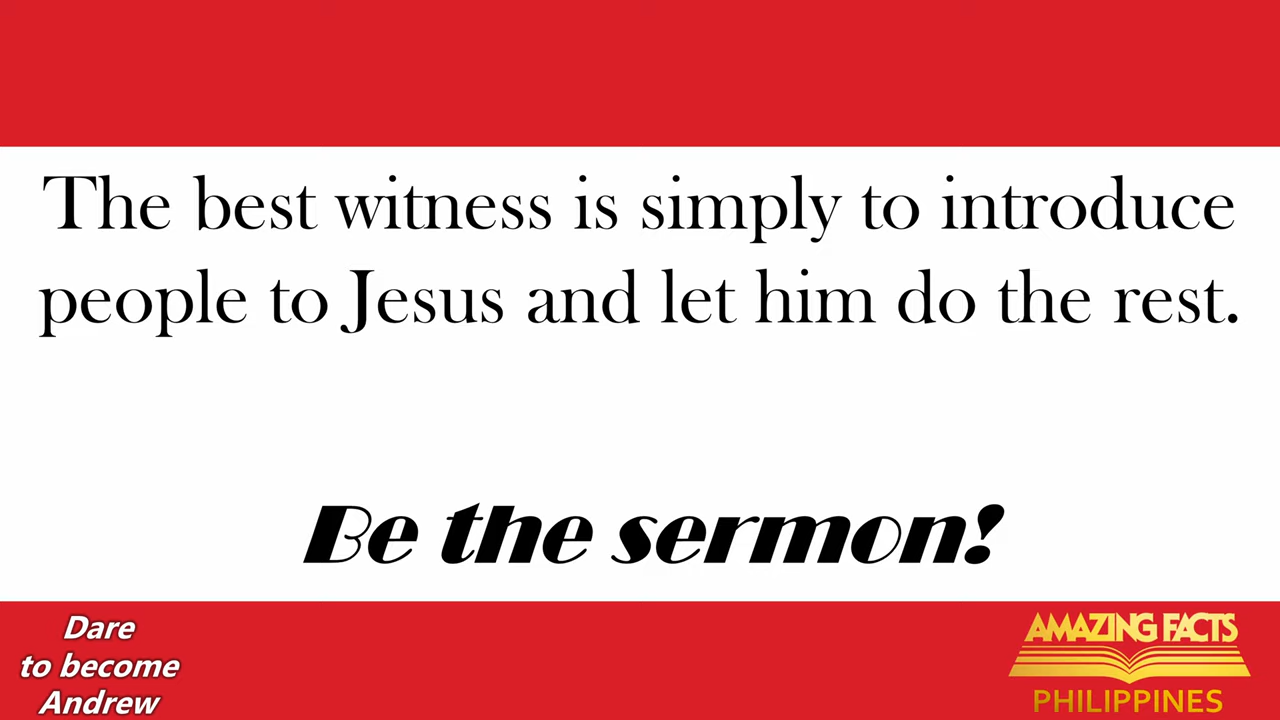 The best witness is simply to introduce
people to Jesus and let him do the rest.
Be the sermon!
Dare
to become
Andrew
AMAZING FACTS
PHILIPPINES